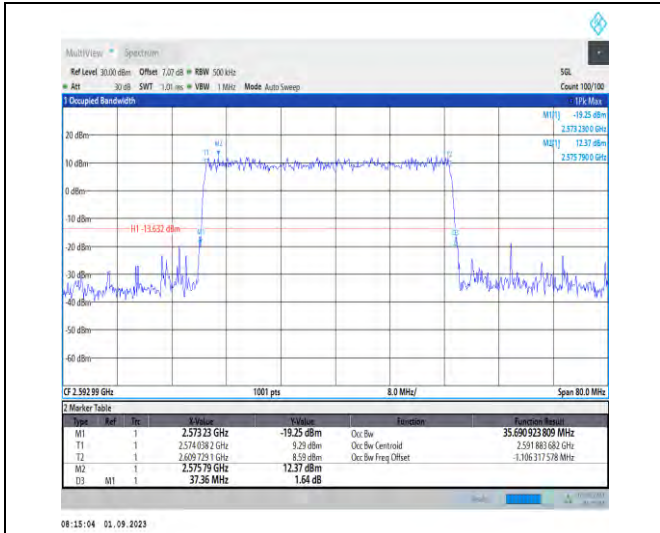 MultiView Spectrum
Ref Level 30.00 dBm Offset 7.07 dB RBW 500 kHz SGL
Att 30 dB SWT 1.01 ms VBW 1 MHz Mode Auto Sweep Count 100/100
1 Occupied Bandwidth 1Pk Max
M1[1] -19.25 dBm
2.573 230 0 GHz
M2[1] 12.37 dBm
2.575 790 0 GHz
20 dBm
M2
T1 T2
10 dBm
0 dBm
-10 dBm
H1 -13.632 dBm
M1 D3
-20 dBm
-30 dBm
-40 dBm
-50 dBm
-60 dBm
CF 2.592 99 GHz 1001 pts 8.0 MHz/ Span 80.0 MHz
2 Marker Table
Type Ref Trc X-Value Y-Value Function Function Result
M1 1 2.573 23 GHz -19.25 dBm Occ Bw 35.690 923 809 MHz
T1 1 2.574 038 2 GHz 9.29 dBm Occ Bw Centroid 2.591 883 682 GHz
T2 1 2.609 729 1 GHz 8.59 dBm Occ Bw Freq Offset -1.106 317 578 MHz
M2 1 2.575 79 GHz 12.37 dBm
D3 M1 1 37.36 MHz 1.64 dB
08:15:04 01.09.2023